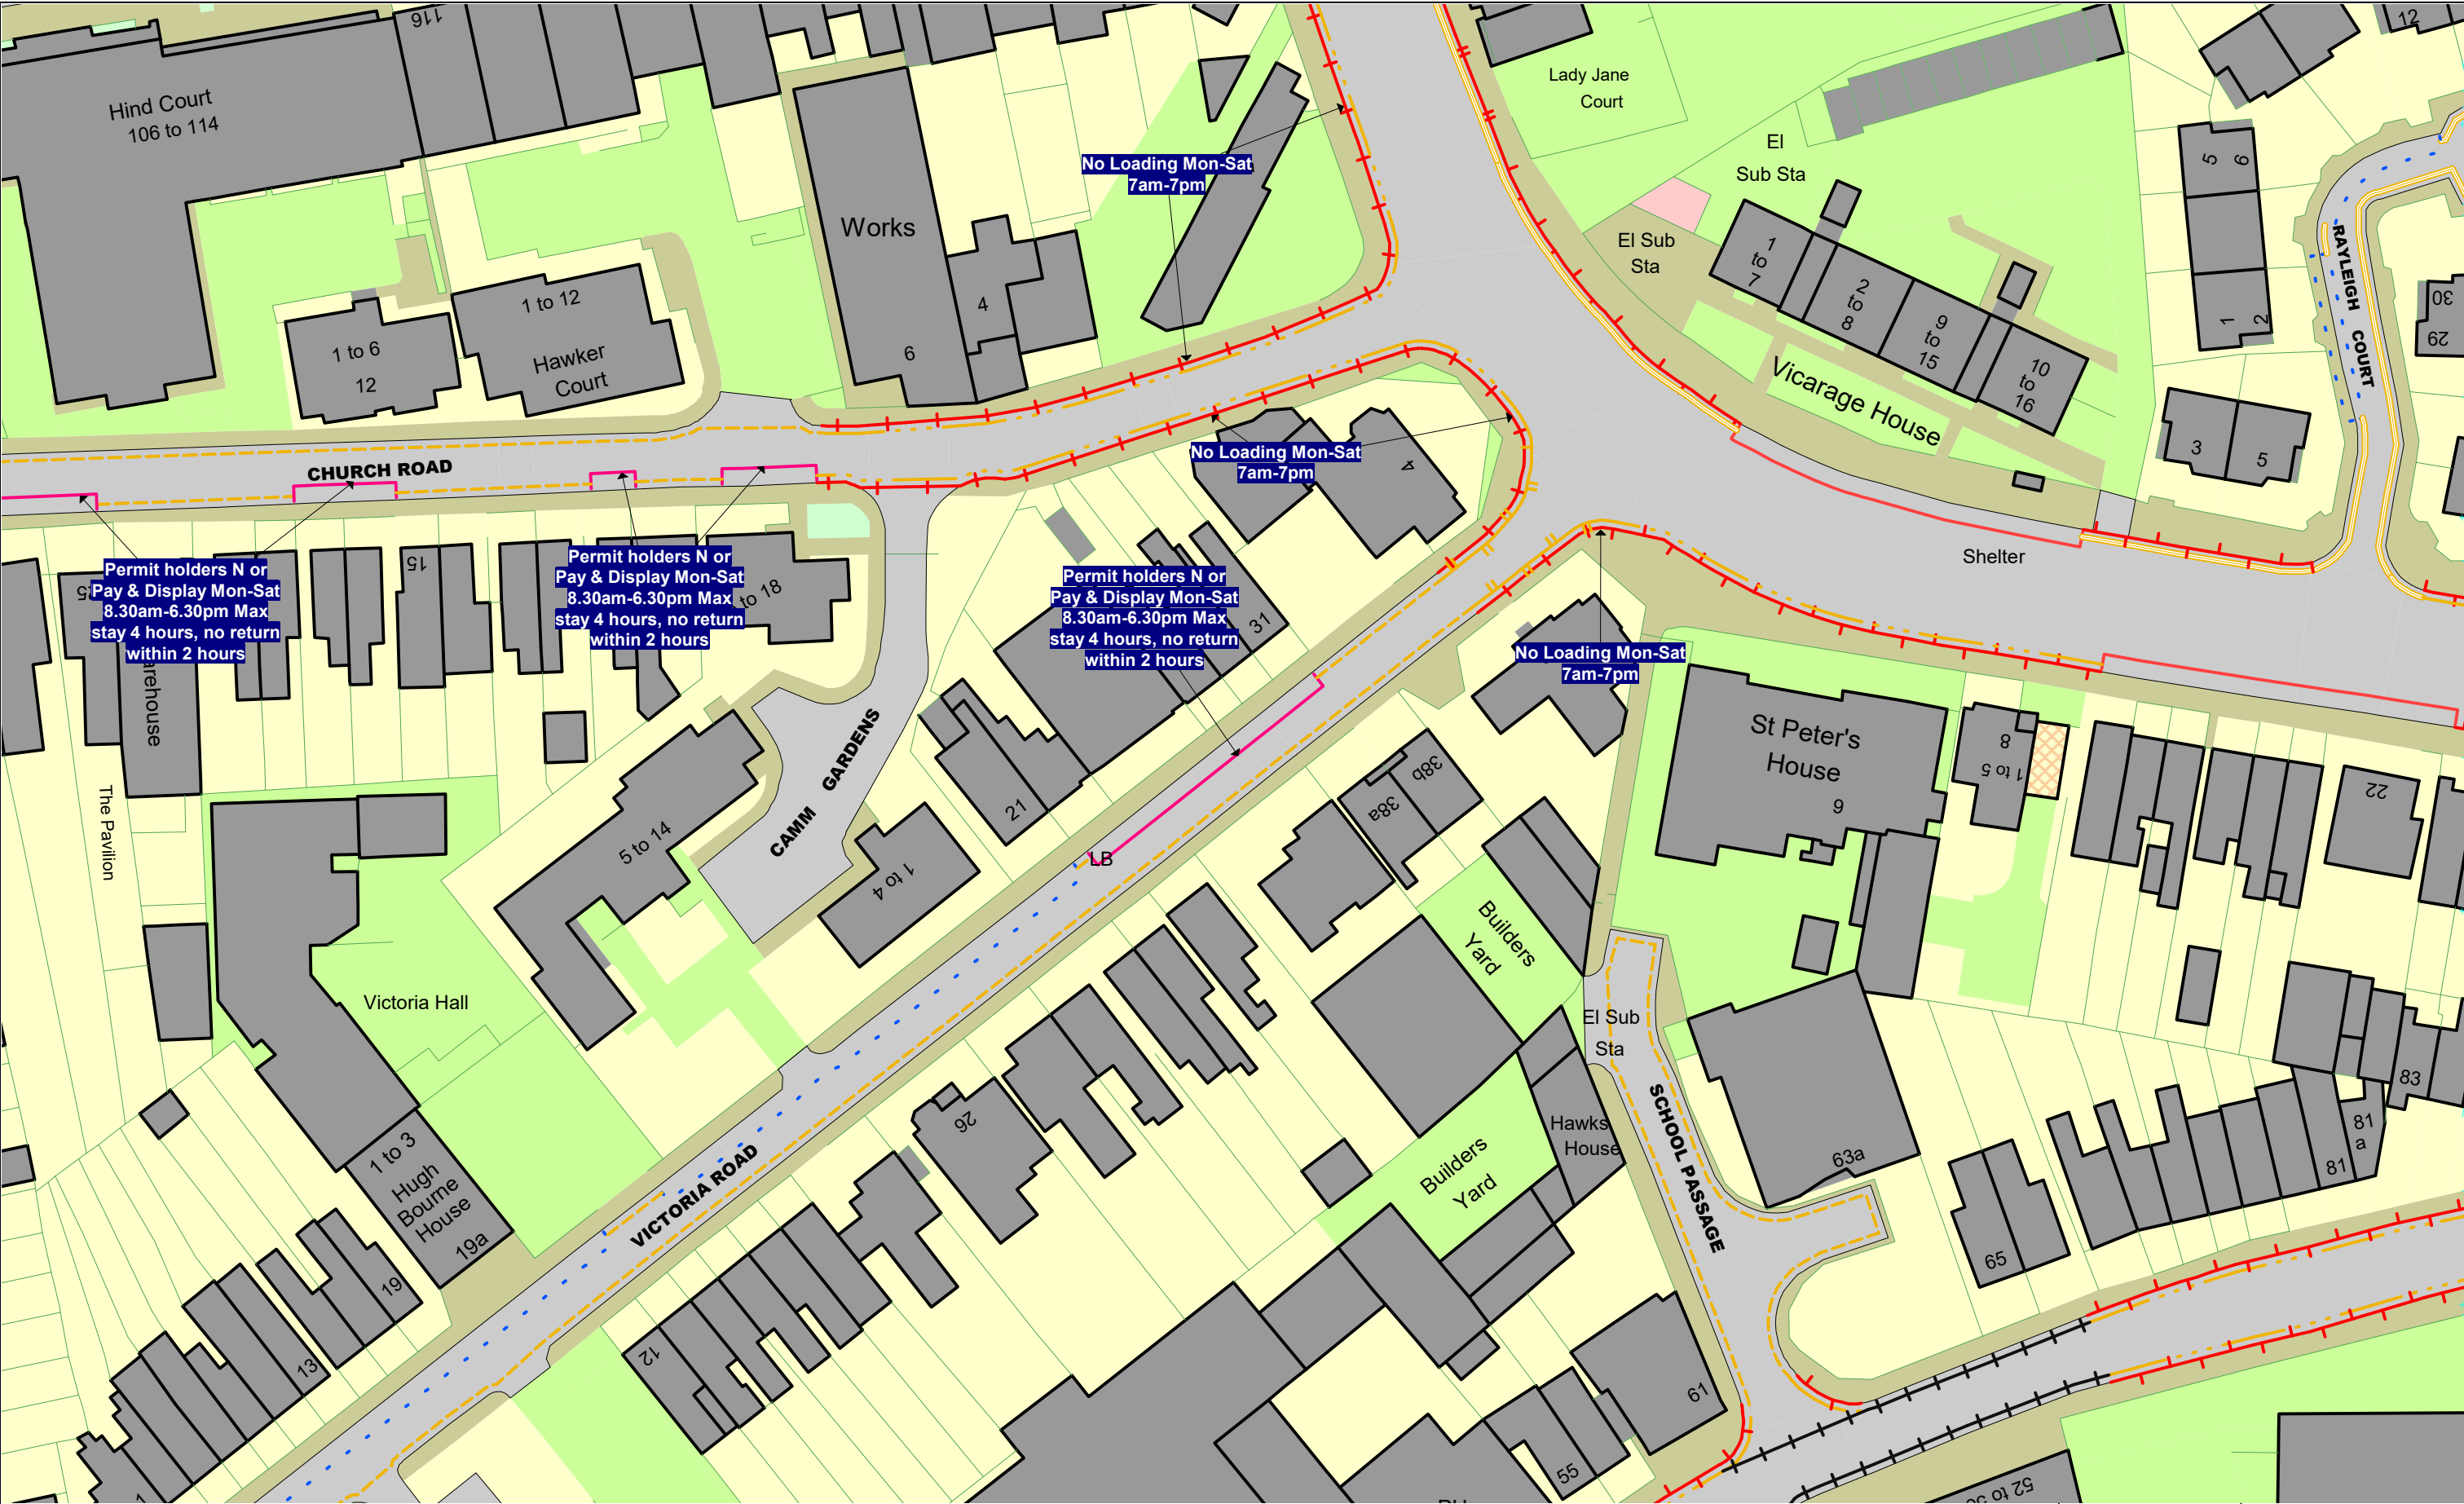 116
Hind Court
106 to 114
Works
6
4
1 to 6
12
1 to 12
Hawker
Court
No Loading Mon-Sat
7am-7pm
Lady Jane
Court
El
Sub Sta
El Sub
Sta
1
to
7
2
to
8
9
to
15
10
to
16
Vicarage House
12
5
6
1
2
RAYLEIGH COURT
30
29
3
5
CHURCH ROAD
No Loading Mon-Sat
7am-7pm
4
Shelter
Permit holders N or
Pay & Display Mon-Sat
8.30am-6.30pm Max
stay 4 hours, no return
within 2 hours
15
Permit holders N or
Pay & Display Mon-Sat
8.30am-6.30pm Max
stay 4 hours, no return
within 2 hours
to 18
Permit holders N or
Pay & Display Mon-Sat
8.30am-6.30pm Max
stay 4 hours, no return
within 2 hours
31
No Loading Mon-Sat
7am-7pm
25
arehouse
The Pavilion
CAMM GARDENS
21
5 to 14
1 to 4
LB
38b
38a
St Peter's
House
9
8
1 to 5
22
Builders
Yard
Victoria Hall
El Sub
Sta
SCHOOL PASSAGE
Hawks
House
Builders
Yard
63a
83
81
a
81
65
26
VICTORIA ROAD
1 to 3
Hugh
Bourne
House
19a
19
13
1
12
61
55
52 to